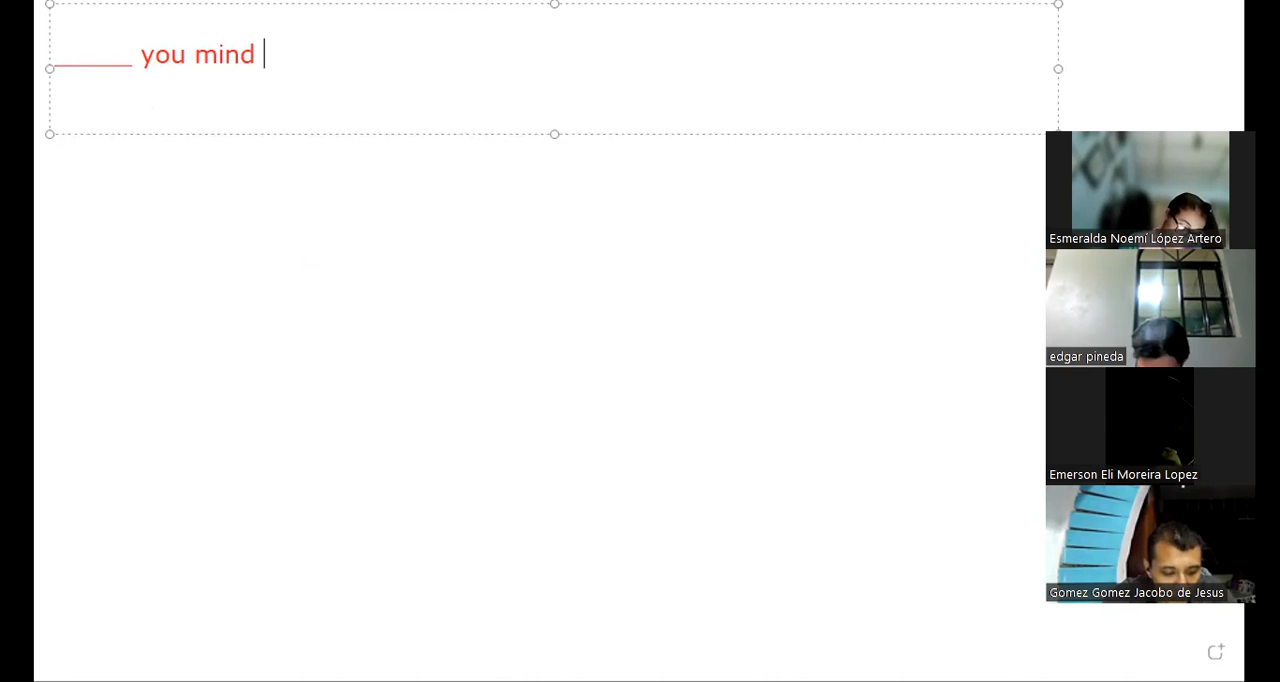 ______ you mind
Esmeralda Noemí López Artero
edgar pineda
Emerson Eli Moreira Lopez
Gomez Gomez Jacobo de Jesus